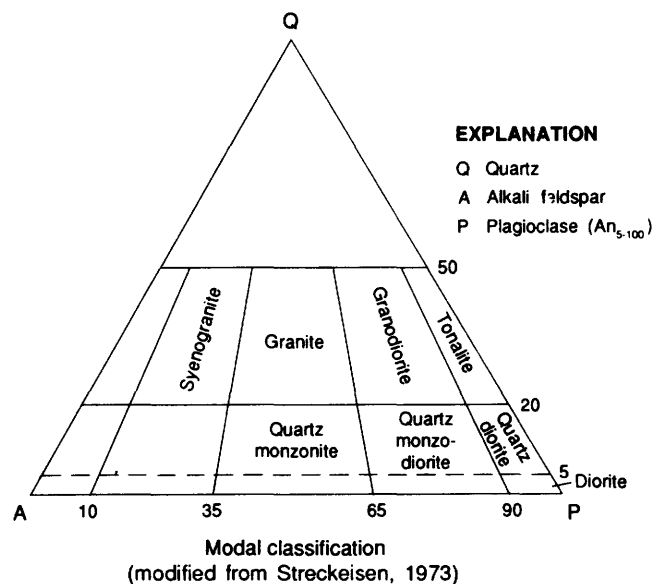 Q
EXPLANATION
Q Quartz
A Alkali feldspar
P Plagioclase (An5-100)
50
Syenogranite
Granite
Granodiorite
Tonalite
20
Quartz
monzonite
Quartz
monzo-
diorite
Quartz
diorite
5
Diorite
A
10
35
65
90
P
Modal classification
(modified from Streckeisen, 1973)